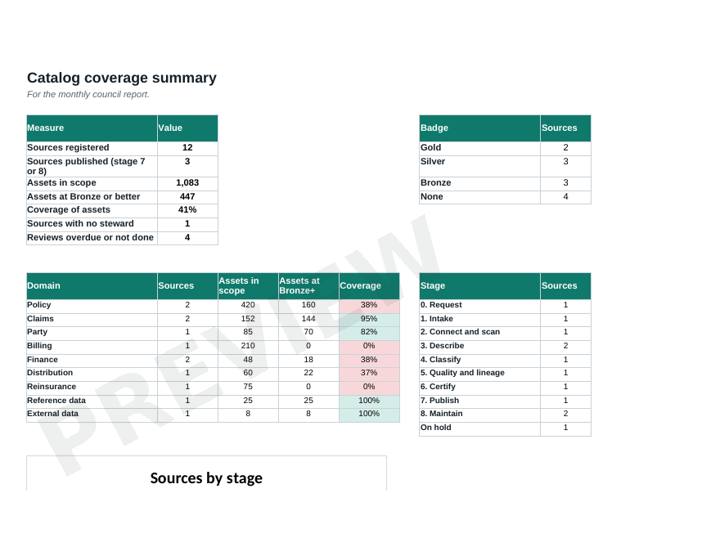 Catalog coverage summary
For the monthly council report.
Measure Value
Sources registered 12
Sources published (stage 7 or 8) 3
Assets in scope 1,083
Assets at Bronze or better 447
Coverage of assets 41%
Sources with no steward 1
Reviews overdue or not done 4
Badge Sources
Gold 2
Silver 3
Bronze 3
None 4
Domain Sources Assets in scope Assets at Bronze+ Coverage
Policy 2 420 160 38%
Claims 2 152 144 95%
Party 1 85 70 82%
Billing 1 210 0 0%
Finance 2 48 18 38%
Distribution 1 60 22 37%
Reinsurance 1 75 0 0%
Reference data 1 25 25 100%
External data 1 8 8 100%
Stage Sources
0. Request 1
1. Intake 1
2. Connect and scan 1
3. Describe 2
4. Classify 1
5. Quality and lineage 1
6. Certify 1
7. Publish 1
8. Maintain 2
On hold 1
Sources by stage
PREVIEW